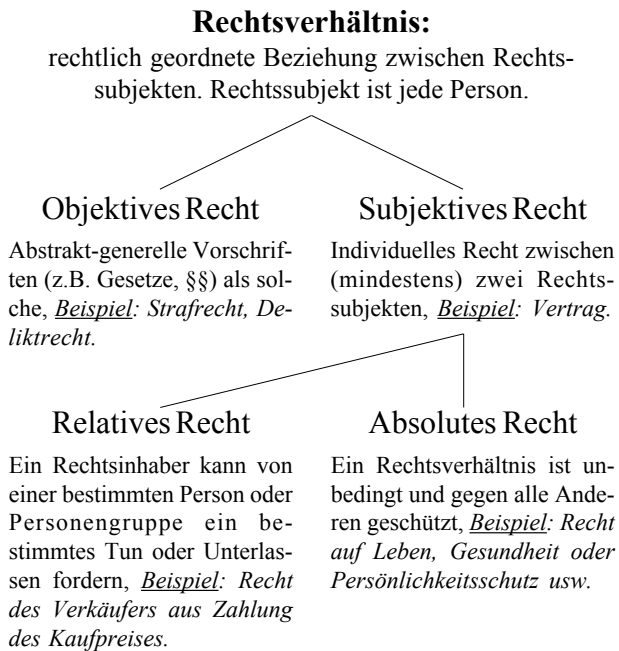 Rechtsverhältnis:
rechtlich geordnete Beziehung zwischen Rechts-
subjekten. Rechtssubjekt ist jede Person.
Objektives Recht
Abstrakt-generelle Vorschrif-
ten (z.B. Gesetze, §§) als sol-
che, Beispiel: Strafrecht, De-
liktrecht.
Subjektives Recht
Individuelles Recht zwischen
(mindestens) zwei Rechts-
subjekten, Beispiel: Vertrag.
Relatives Recht
Ein Rechtsinhaber kann von
einer bestimmten Person oder
Personengruppe ein be-
stimmtes Tun oder Unterlas-
sen fordern, Beispiel: Recht
des Verkäufers aus Zahlung
des Kaufpreises.
Absolutes Recht
Ein Rechtsverhältnis ist un-
bedingt und gegen alle Ande-
ren geschützt, Beispiel: Recht
auf Leben, Gesundheit oder
Persönlichkeitsschutz usw.